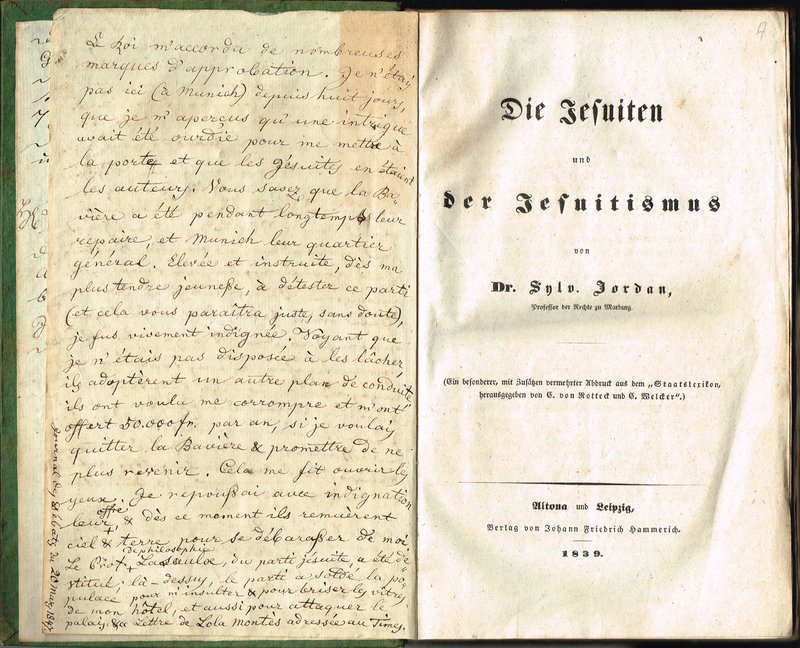 Le Roi m'accorda de nombreuses
marques d'approbation. Je n'étais
pas ici (à Munich) depuis huit jours,
que je m'aperçus qu'une intrigue
avait été ourdie pour me mettre à
la porte et que les Jésuites en étaient
les auteurs. Vous savez que la Ba-
vière a été pendant longtemps leur
repaire, et Munich leur quartier
général. Elevée et instruite, dès ma
plus tendre jeuneße, à détester ce parti
(et cela vous paraîtra juste, sans doute),
je fus vivement indignée. Voyant que
je n'étais pas disposée à les lâcher,
ils adoptèrent un autre plan de conduite
ils ont voulu me corrompre et m'ont
offert 50.000 fr. par an, si je voulais
quitter la Bavière & promettre de ne
plus revenir. Cela me fit ouvrir les
yeux. Je repoußai avec indignation
leur offre, & dès ce moment ils remuèrent
ciel & terre pour se débarasser de moi.
Le Prof. de philosophie Lasaulx, du parti jésuite, a été de-
stitué: là-dessus, le parti a soldé la po-
pulace pour m'insulter & pour briser les vitres
de mon hôtel, et aussi pour attaquer le
palais. Lettre de Lola Montès adressée au Times.
Journal des Débats du 20 mars 1847
A
Die Jesuiten
und
der Jesuitismus
von
Dr. Sylv. Jordan,
Professor der Rechte zu Marburg.
(Ein besonderer, mit Zusätzen vermehrter Abdruck aus dem „Staatslexikon,
herausgegeben von C. von Rotteck und C. Welcker".)
Altona und Leipzig,
Verlag von Johann Friedrich Hammerich.
1839.